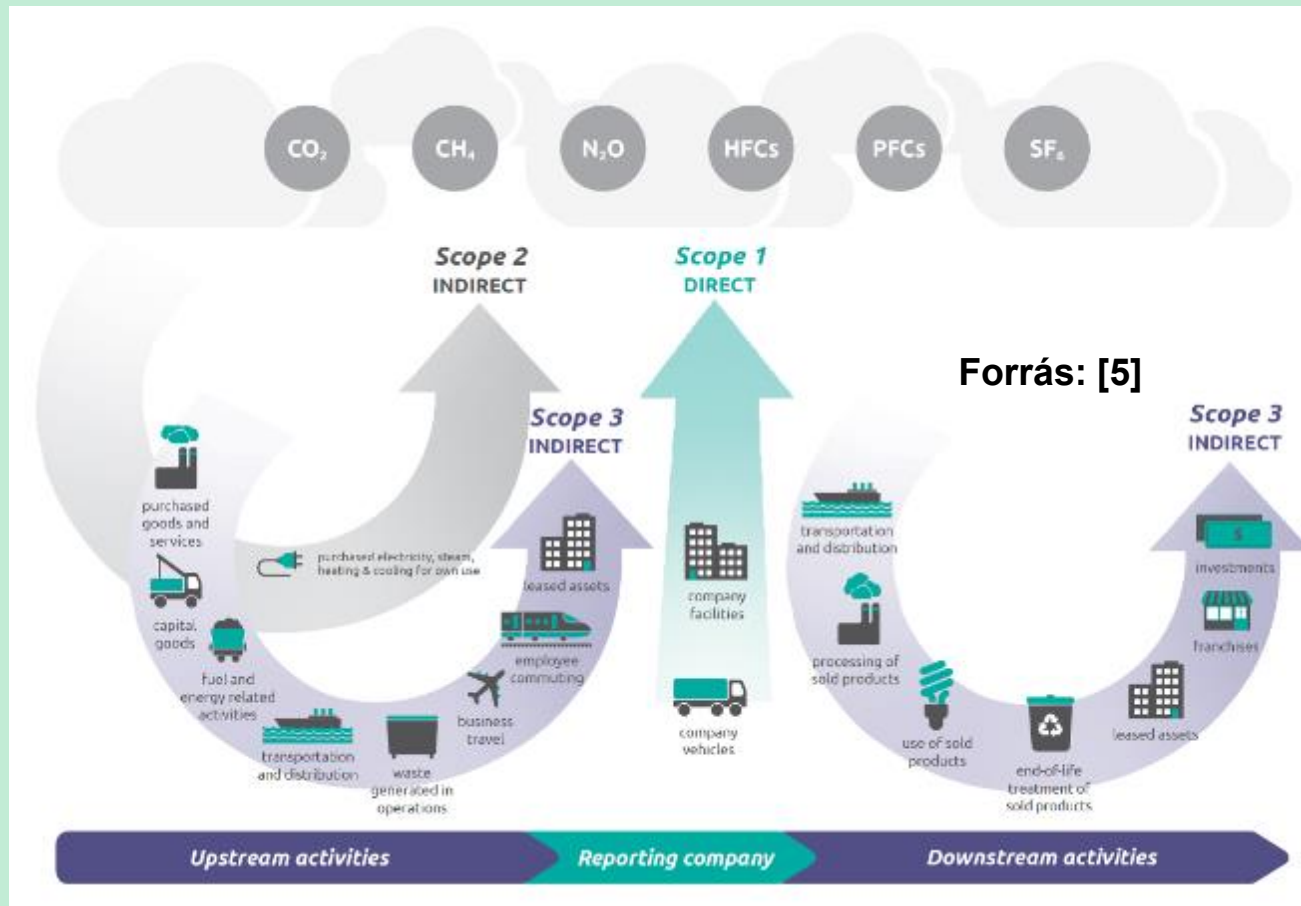 CO₂
CH₄
N₂O
HFCs
PFCs
SF₆
Scope 2
INDIRECT
Scope 1
DIRECT
Forrás: [5]
Scope 3
INDIRECT
Scope 3
INDIRECT
purchased
goods and
services
purchased electricity, steam,
heating & cooling for own use
capital
goods
fuel and
energy related
activities
transportation
and distribution
waste
generated in
operations
business
travel
employee
commuting
leased assets
company
facilities
company
vehicles
transportation
and distribution
processing of
sold products
use of sold
products
end-of-life
treatment of
sold products
leased assets
franchises
$
investments
Upstream activities
Reporting company
Downstream activities